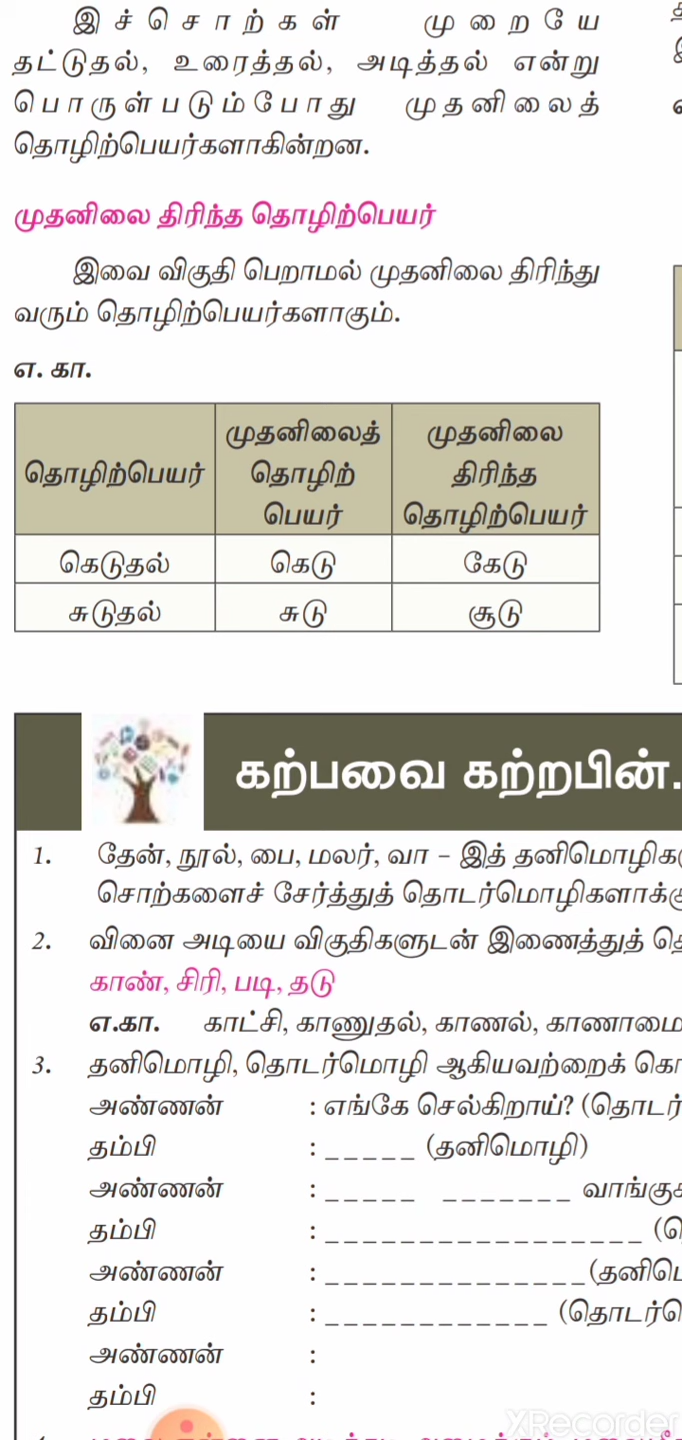 இச்சொற்கள் முறையே
தட்டுதல், உரைத்தல், அடித்தல் என்று
பொருள்படும்போது முதனிலைத்
தொழிற்பெயர்களாகின்றன.
முதனிலை திரிந்த தொழிற்பெயர்
இவை விகுதி பெறாமல் முதனிலை திரிந்து
வரும் தொழிற்பெயர்களாகும்.
எ. கா.
தொழிற்பெயர் முதனிலைத் தொழிற் பெயர் முதனிலை திரிந்த தொழிற்பெயர்
கெடுதல் கெடு கேடு
சுடுதல் சுடு சூடு
கற்பவை கற்றபின்.
1. தேன், நூல், பை, மலர், வா – இத் தனிமொழிக
சொற்களைச் சேர்த்துத் தொடர்மொழிகளாக்கு
2. வினை அடியை விகுதிகளுடன் இணைத்துத்
காண், சிரி, படி, தடு
எ.கா. காட்சி, காணுதல், காணல், காணாமை
3. தனிமொழி, தொடர்மொழி ஆகியவற்றைக்
அண்ணன் : எங்கே செல்கிறாய்? (தொடர்
தம்பி : _____ (தனிமொழி)
அண்ணன் : _____ _______ வாங்குக
தம்பி : _________________
அண்ணன் : ______________ (தனிமொ
தம்பி : ____________ (தொடர்
அண்ணன் :
தம்பி :
XRecorder